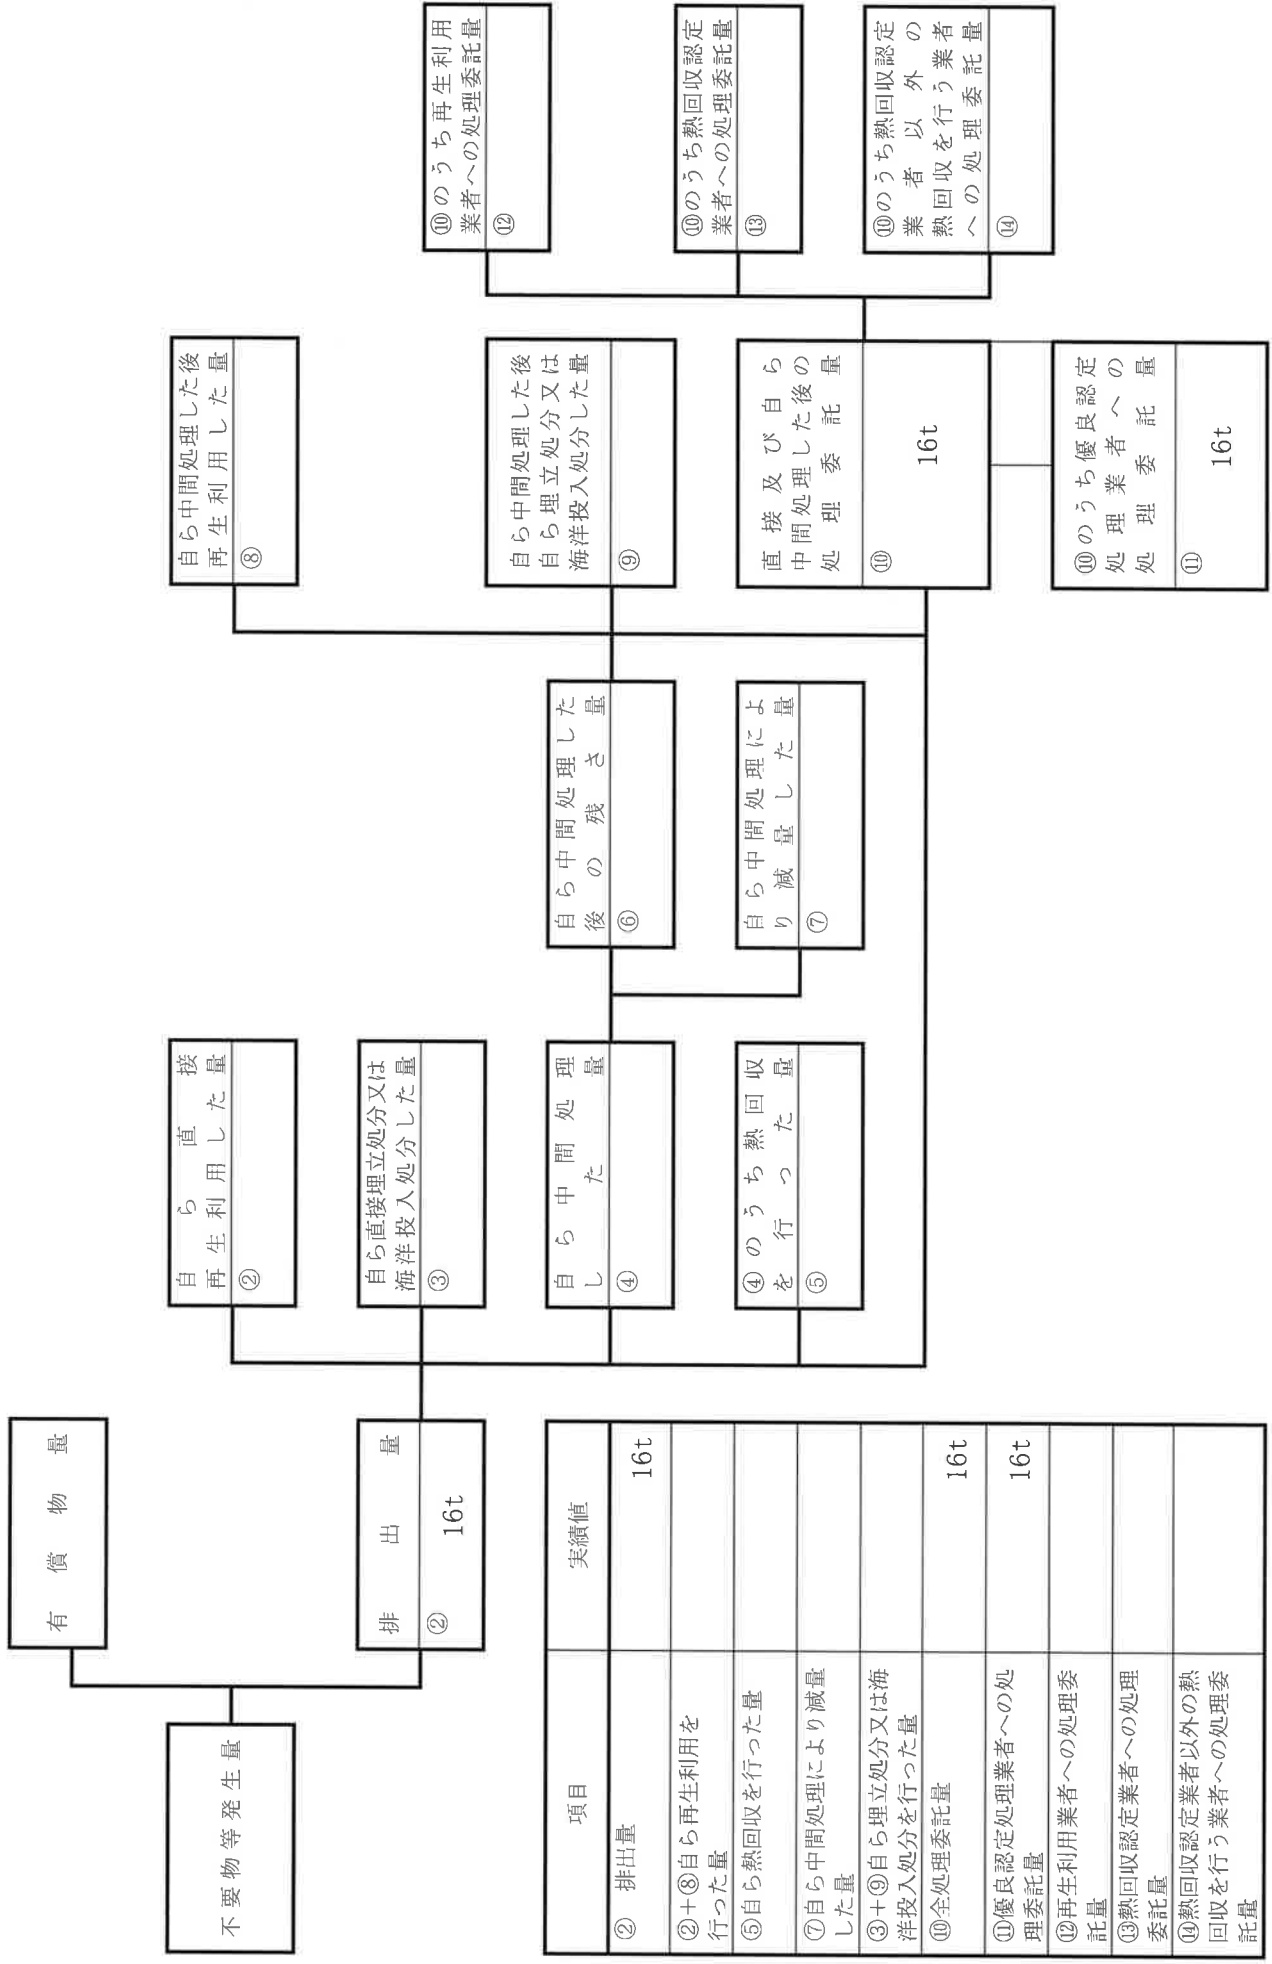 不要物等発生量
有償物量
排出量
②
16t
自ら直接
再生利用した量
②
自ら直接埋立処分又は
海洋投入処分した量
③
自ら中間処理
した量
④
④のうち熱回収
を行った量
⑤
自ら中間処理した
後の残さ量
⑥
自ら中間処理によ
り減量した量
⑦
自ら中間処理した後
再生利用した量
⑧
自ら中間処理した後
自ら埋立処分又は
海洋投入処分した量
⑨
直接及び自ら
中間処理した後の
処理委託量
⑩
16t
⑩のうち優良認定
処理業者への
処理委託量
⑪
16t
⑩のうち再生利用
業者への処理委託量
⑫
⑩のうち熱回収認定
業者への処理委託量
⑬
⑩のうち熱回収認定
業者以外の
熱回収を行う業者
への処理委託量
⑭
項目
実績値
② 排出量
16t
②+⑧自ら再生利用を
行った量
⑤自ら熱回収を行った量
⑦自ら中間処理により減量
した量
③+⑨自ら埋立処分又は海
洋投入処分を行った量
⑩全処理委託量
16t
⑪優良認定処理業者への処
理委託量
16t
⑫再生利用業者への処理委
託量
⑬熱回収認定業者への処理
委託量
⑭熱回収認定業者以外の熱
回収を行う業者への処理委
託量